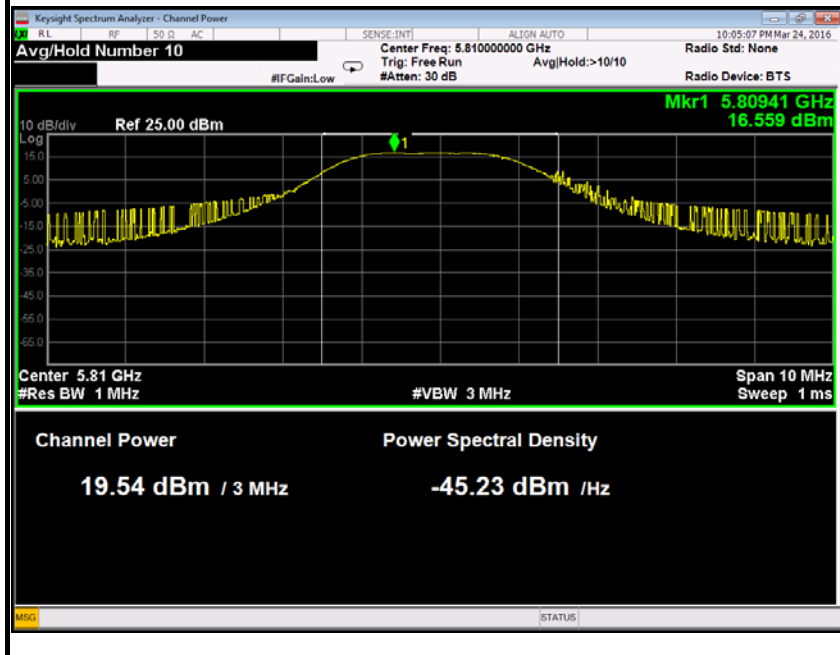 Keysight Spectrum Analyzer - Channel Power
RL RF 50 Ω AC SENSE:INT ALIGN AUTO 10:05:07 PM Mar 24, 2016
Avg/Hold Number 10
Center Freq: 5.810000000 GHz
Radio Std: None
Trig: Free Run
Avg|Hold:>10/10
#IFGain:Low
#Atten: 30 dB
Radio Device: BTS
Mkr1 5.80941 GHz
16.559 dBm
10 dB/div
Ref 25.00 dBm
Log
1
15.0
5.00
-5.00
-15.0
-25.0
-35.0
-45.0
-55.0
-65.0
Center 5.81 GHz
Span 10 MHz
#Res BW 1 MHz
#VBW 3 MHz
Sweep 1 ms
Channel Power
Power Spectral Density
19.54 dBm / 3 MHz
-45.23 dBm /Hz
MSG
STATUS